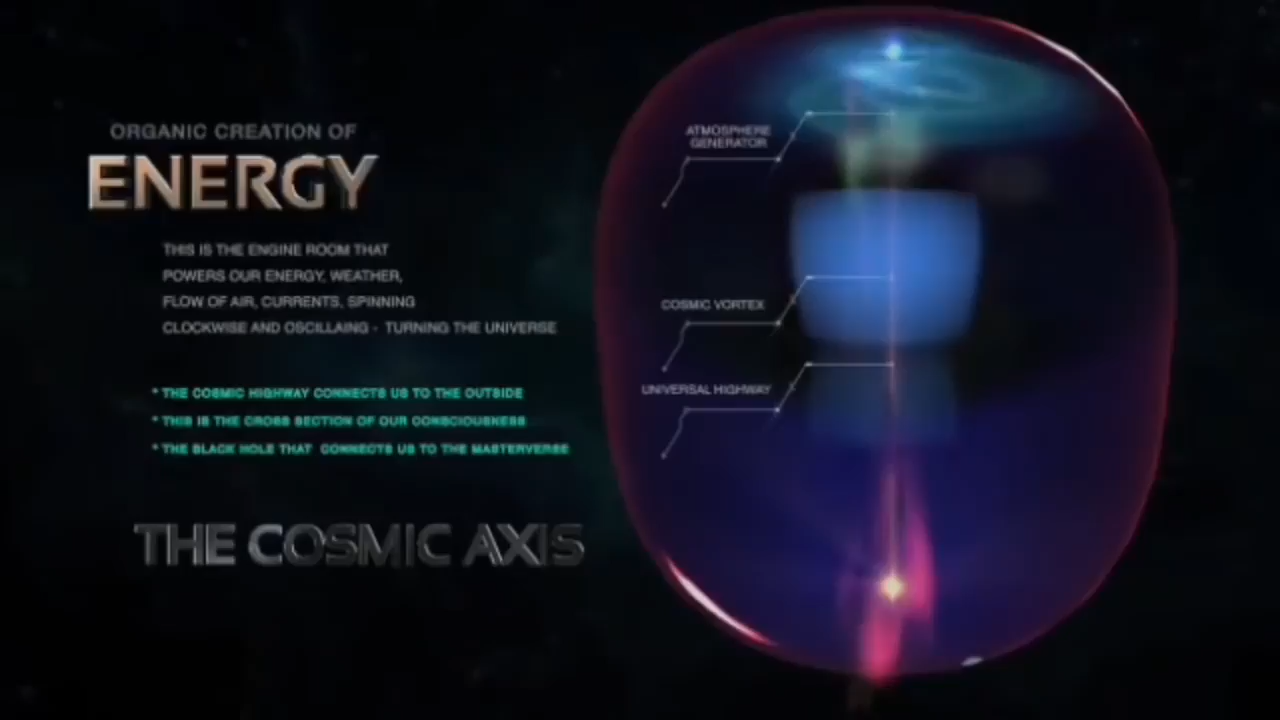 ORGANIC CREATION OF
ENERGY
THIS IS THE ENGINE ROOM THAT
POWERS OUR ENERGY, WEATHER,
FLOW OF AIR, CURRENTS, SPINNING
CLOCKWISE AND OSCILLAING - TURNING THE UNIVERSE
* THE COSMIC HIGHWAY CONNECTS US TO THE OUTSIDE
* THIS IS THE CROSS SECTION OF OUR CONSCIOUSNESS
* THE BLACK HOLE THAT CONNECTS US TO THE MASTERVERSE
THE COSMIC AXIS
ATMOSPHERE
GENERATOR
COSMIC VORTEX
UNIVERSAL HIGHWAY